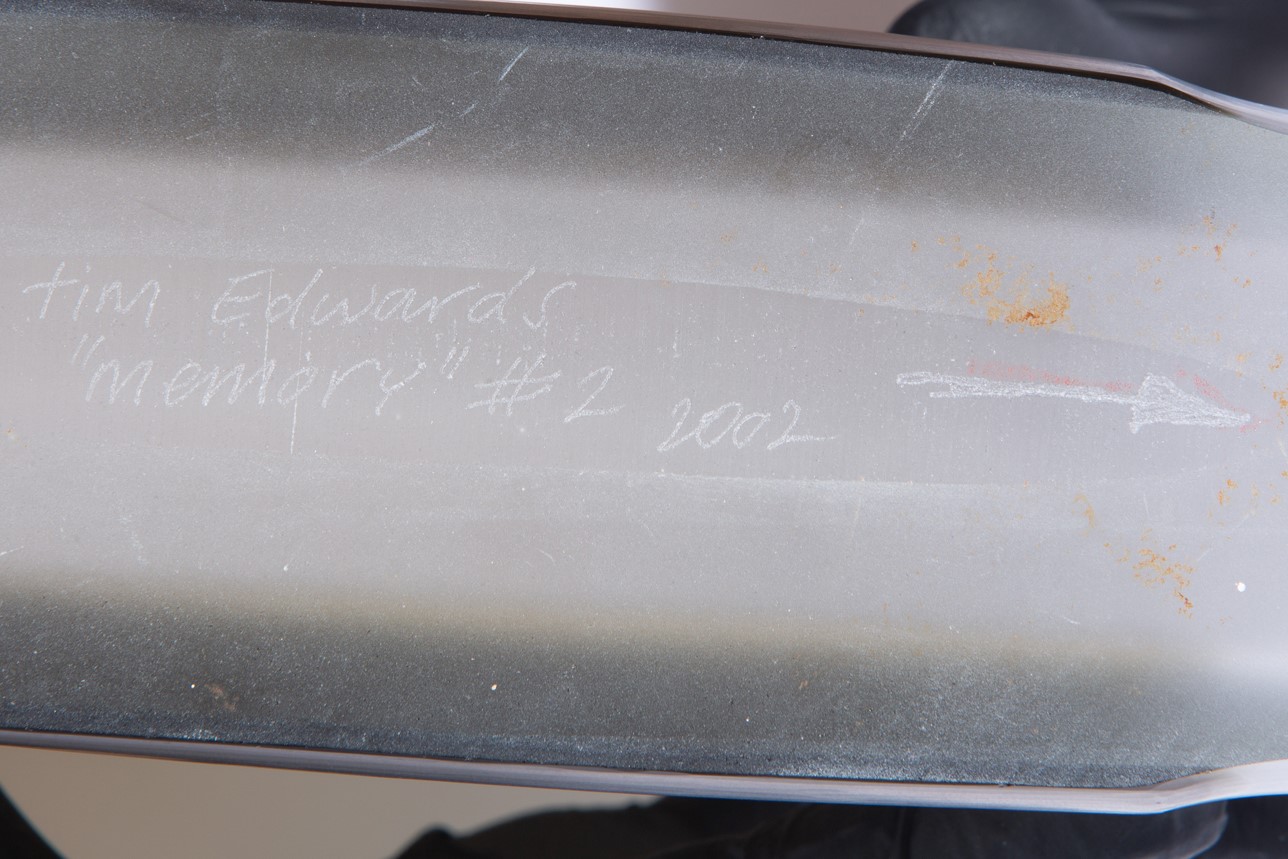 tim Edwards
"memory" #2
2002